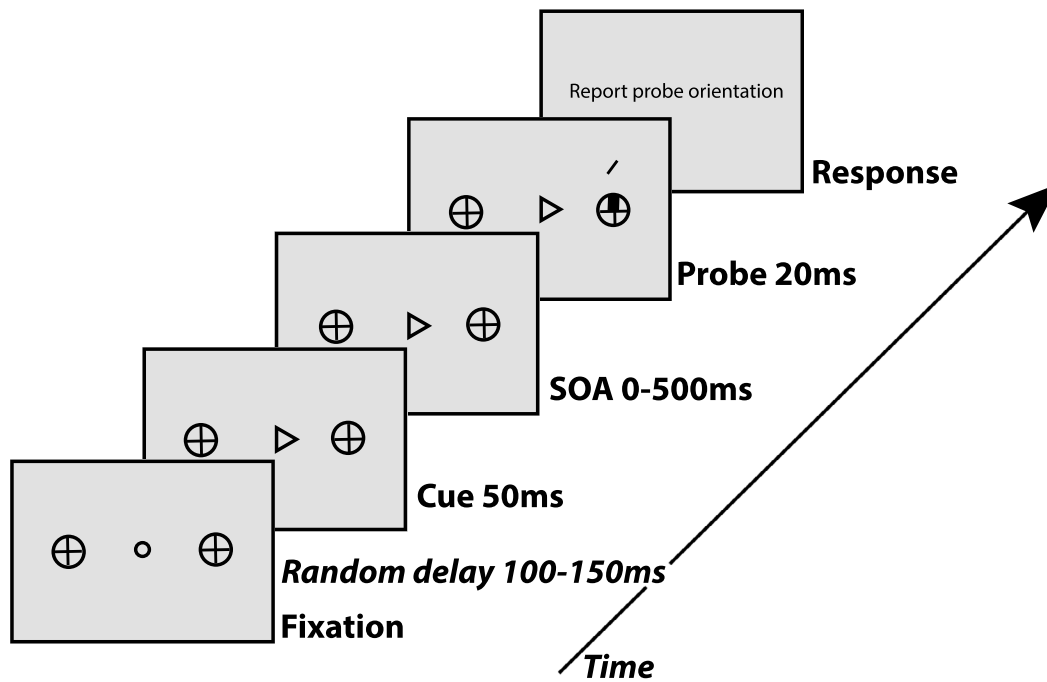 Report probe orientation
Response
Probe 20ms
SOA 0-500ms
Cue 50ms
Random delay 100-150ms
Fixation
Time